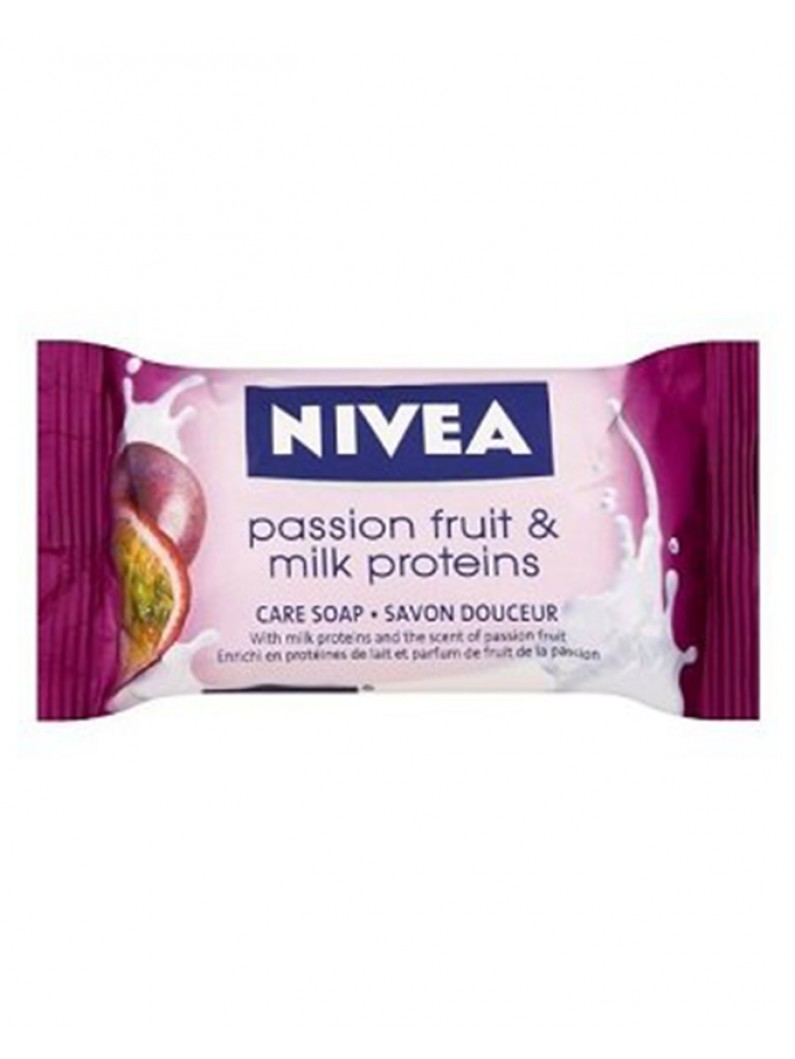 NIVEA
passion fruit &
milk proteins
CARE SOAP • SAVON DOUCEUR
With milk proteins and the scent of passion fruit
Enrichi en protéines de lait et parfum de fruit de la passion